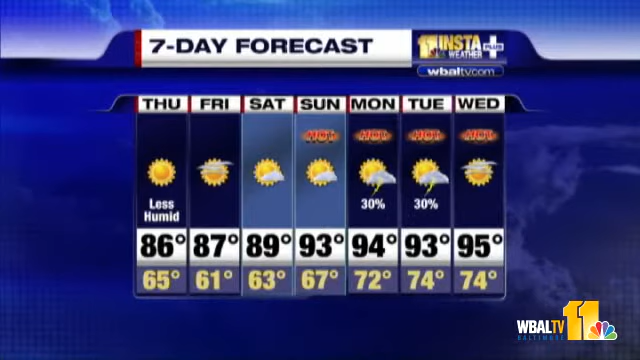 7-DAY FORECAST
11 INSTA
WEATHER PLUS
wbaltv.com
THU FRI SAT SUN MON TUE WED
HOT HOT HOT HOT
Less
Humid
30% 30%
86° 87° 89° 93° 94° 93° 95°
65° 61° 63° 67° 72° 74° 74°
WBALTV 11
BALTIMORE